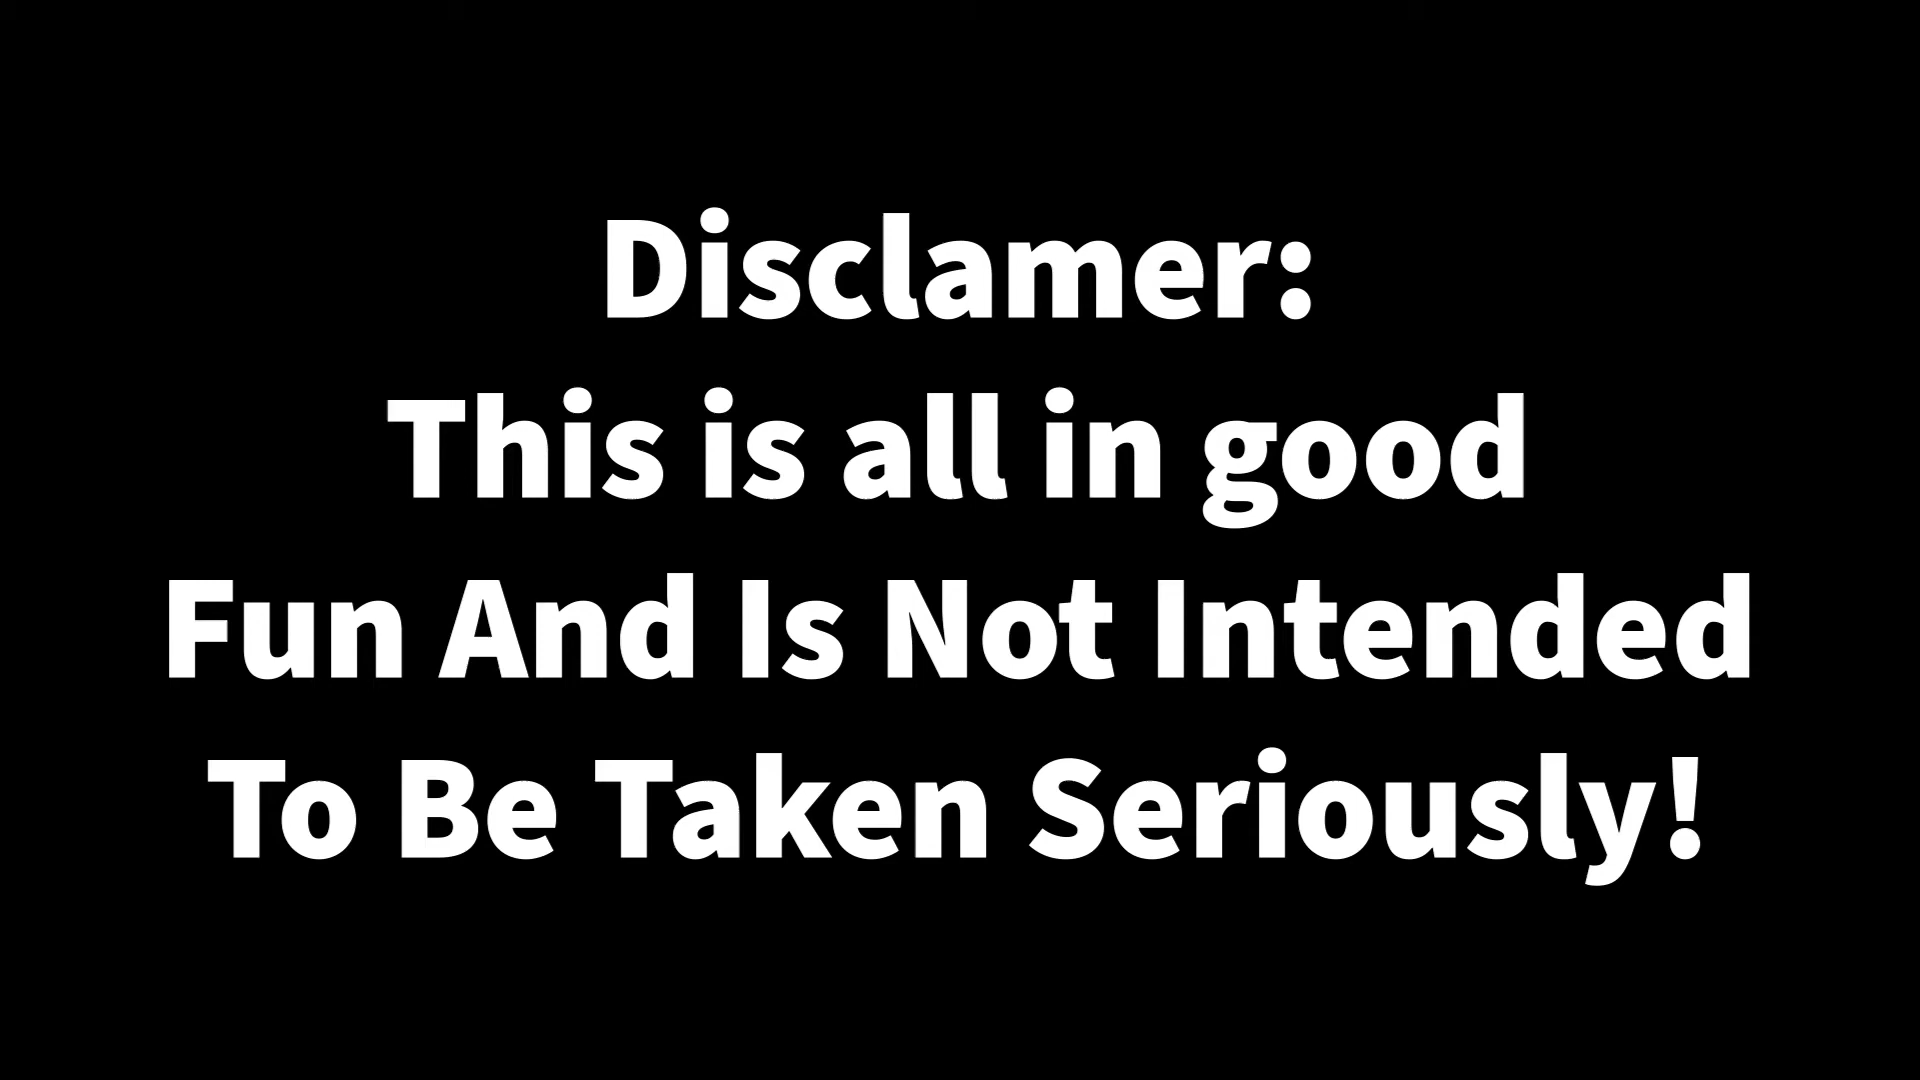 Disclamer:
This is all in good
Fun And Is Not Intended
To Be Taken Seriously!